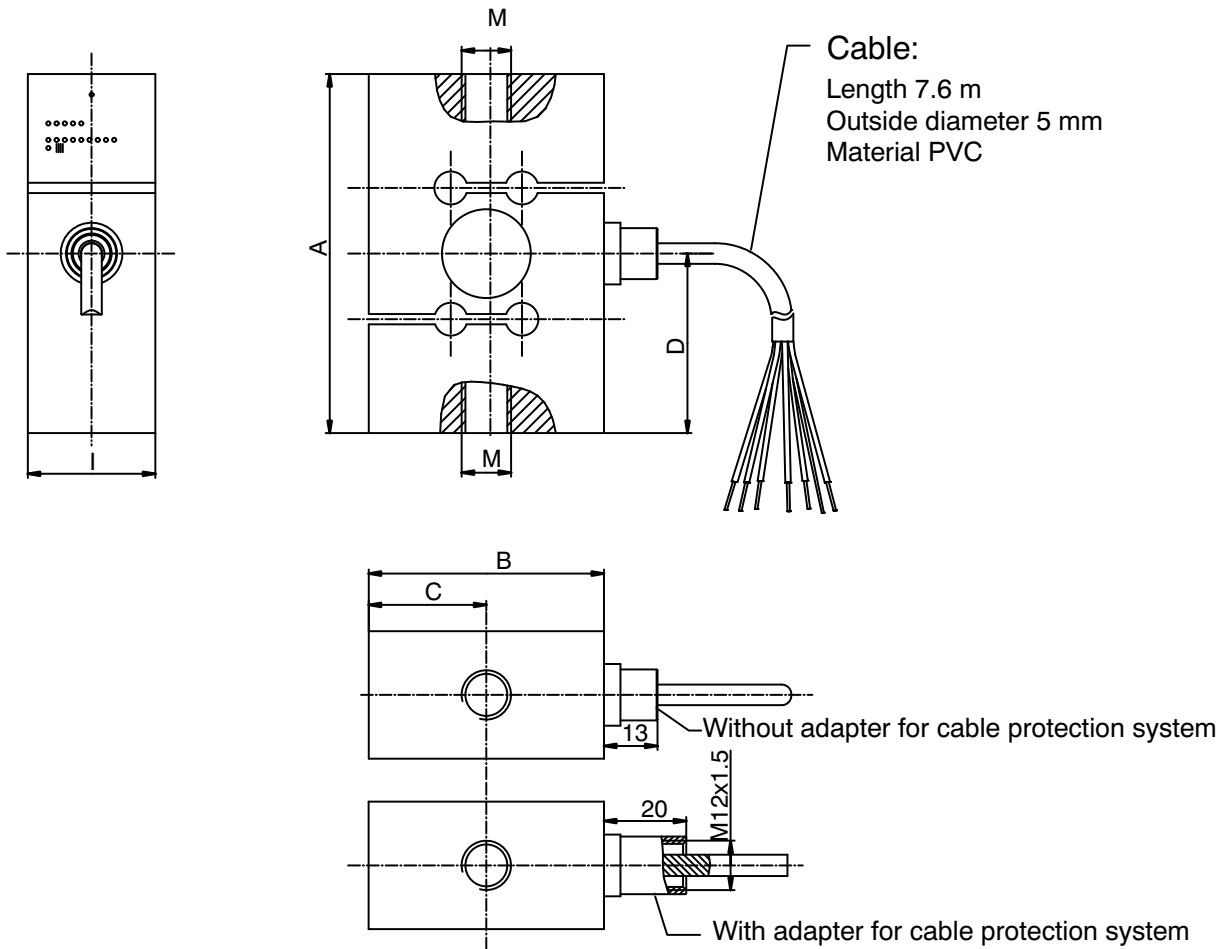 M
Cable:
Length 7.6 m
Outside diameter 5 mm
Material PVC
A
D
I
M
B
C
Without adapter for cable protection system
13
M12x1.5
20
With adapter for cable protection system